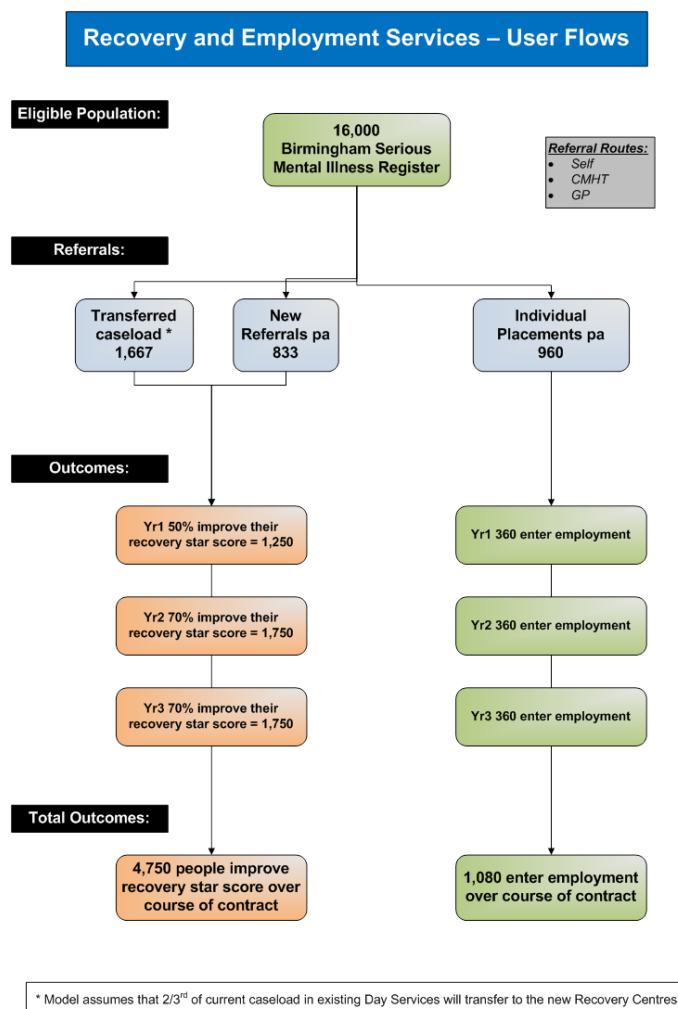 Recovery and Employment Services – User Flows
Eligible Population:
16,000
Birmingham Serious
Mental Illness Register
Referral Routes:
• Self
• CMHT
• GP
Referrals:
Transferred
caseload *
1,667
New
Referrals pa
833
Individual
Placements pa
960
Outcomes:
Yr1 50% improve their
recovery star score = 1,250
Yr1 360 enter employment
Yr2 70% improve their
recovery star score = 1,750
Yr2 360 enter employment
Yr3 70% improve their
recovery star score = 1,750
Yr3 360 enter employment
Total Outcomes:
4,750 people improve
recovery star score over
course of contract
1,080 enter employment
over course of contract
* Model assumes that 2/3rd of current caseload in existing Day Services will transfer to the new Recovery Centres